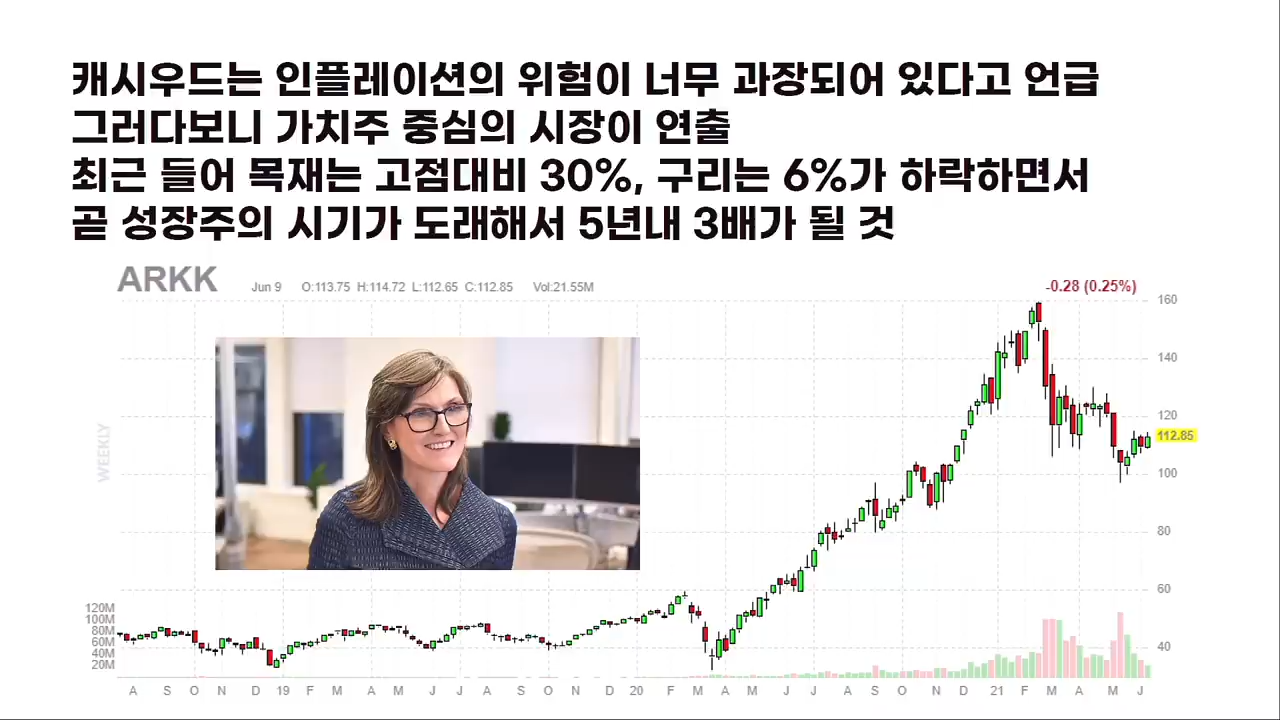 캐시우드는 인플레이션의 위험이 너무 과장되어 있다고 언급
그러다보니 가치주 중심의 시장이 연출
최근 들어 목재는 고점대비 30%, 구리는 6%가 하락하면서
곧 성장주의 시기가 도래해서 5년내 3배가 될 것
ARKK Jun 9 O:113.75 H:114.72 L:112.65 C:112.85 Vol:21.55M -0.28 (0.25%)
160
140
120
112.85
WEEKLY
100
80
60
120M
100M
80M
60M
40M
20M
40
A S O N D 19 F M A M J J A S O N D 20 F M A M J J A S O N D 21 F M A M J